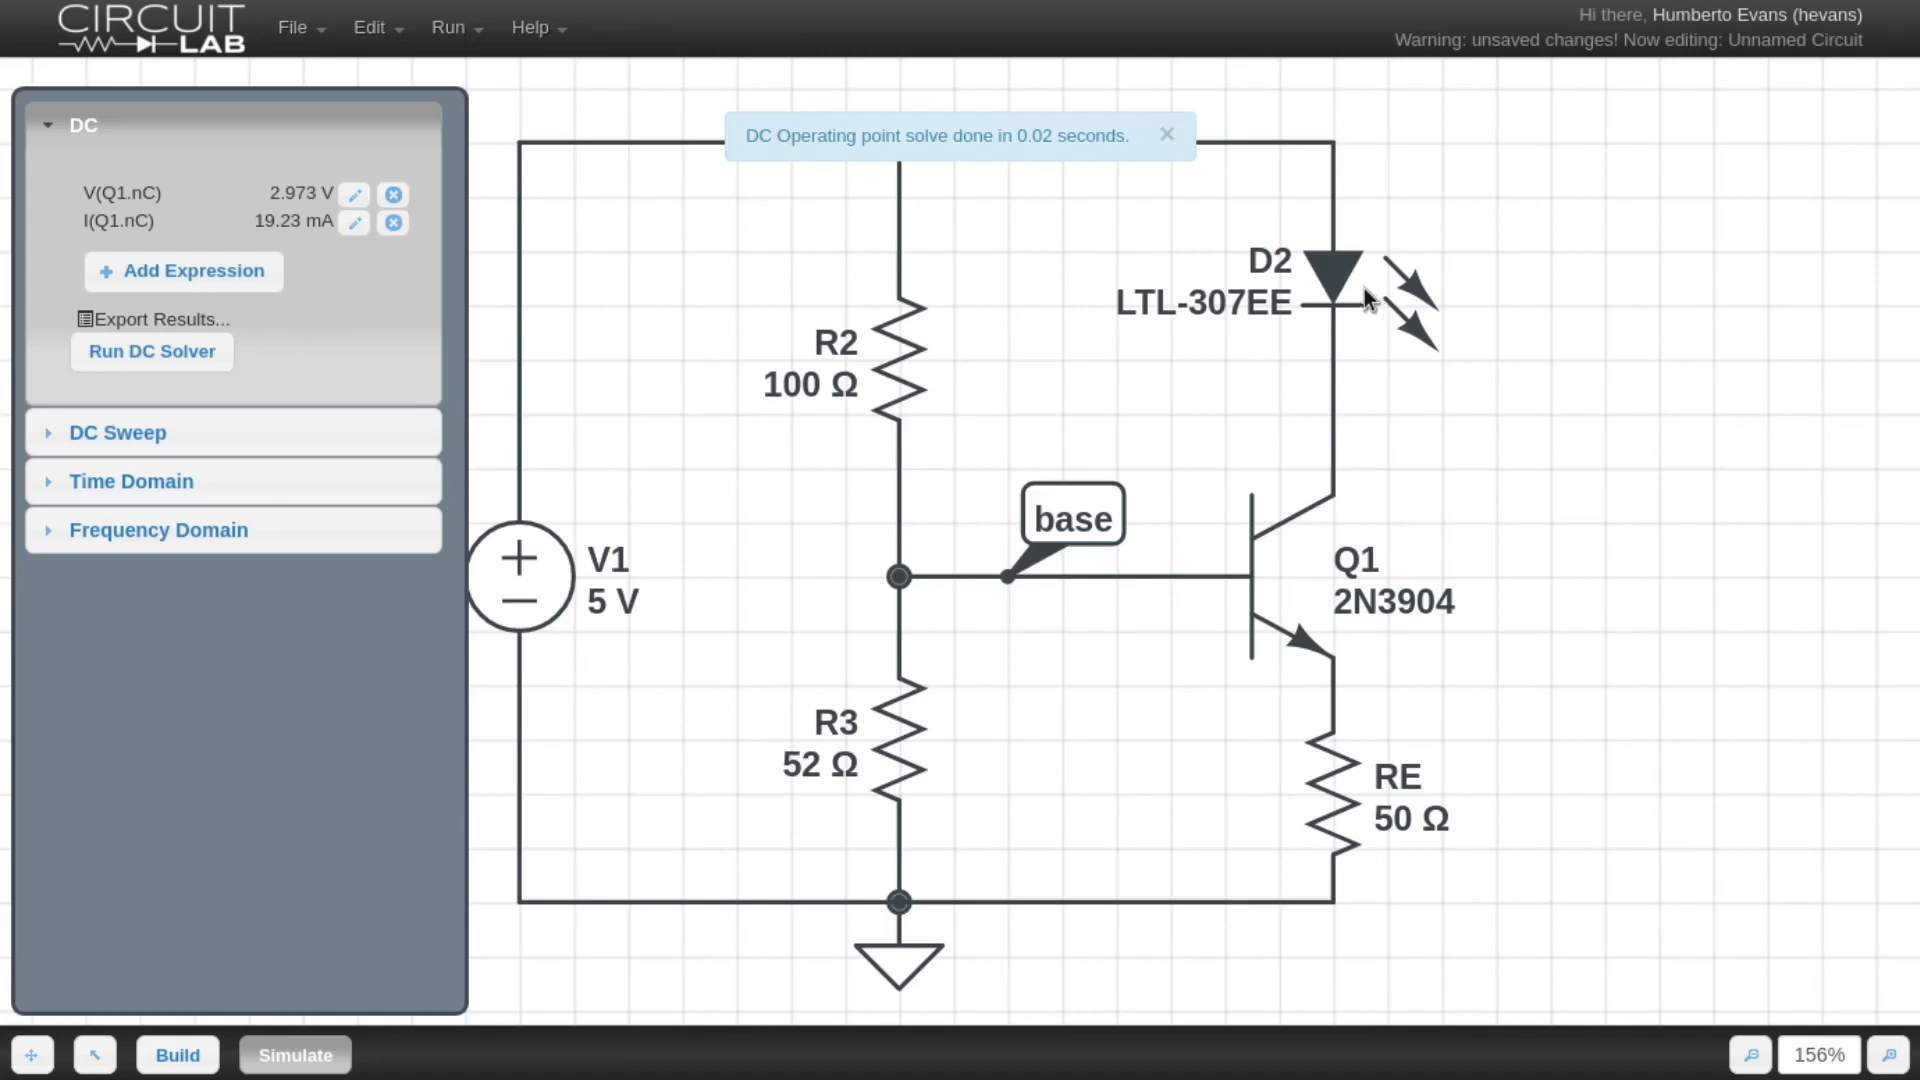 CIRCUIT
LAB
File
Edit
Run
Help
Hi there, Humberto Evans (hevans)
Warning: unsaved changes! Now editing: Unnamed Circuit
DC
V(Q1.nC) 2.973 V
I(Q1.nC) 19.23 mA
Add Expression
Export Results...
Run DC Solver
DC Sweep
Time Domain
Frequency Domain
DC Operating point solve done in 0.02 seconds.
D2
LTL-307EE
R2
100 Ω
base
V1
5 V
Q1
2N3904
R3
52 Ω
RE
50 Ω
Build
Simulate
156%